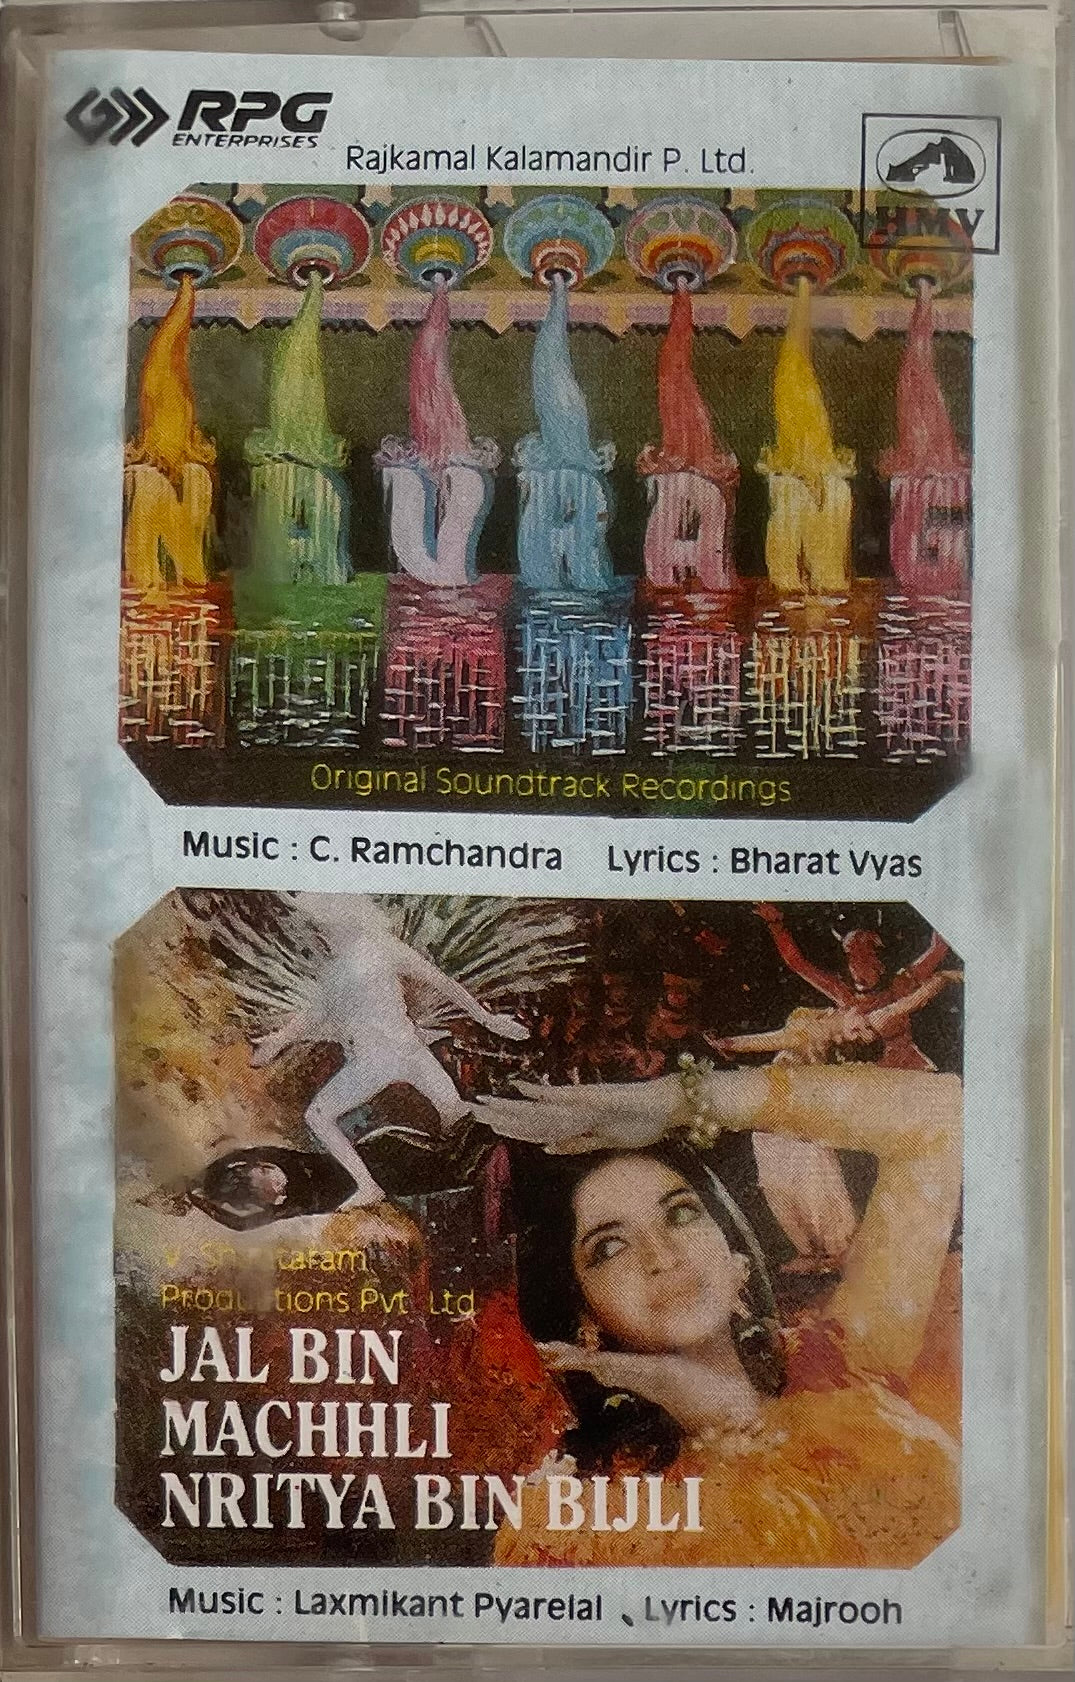 RPG
ENTERPRISES
Rajkamal Kalamandir P. Ltd.
HMV
NAVRANG
Original Soundtrack Recordings
Music : C. Ramchandra Lyrics : Bharat Vyas
V. Shantaram
Productions Pvt. Ltd
JAL BIN
MACHHLI
NRITYA BIN BIJLI
Music : Laxmikant Pyarelal , Lyrics : Majrooh